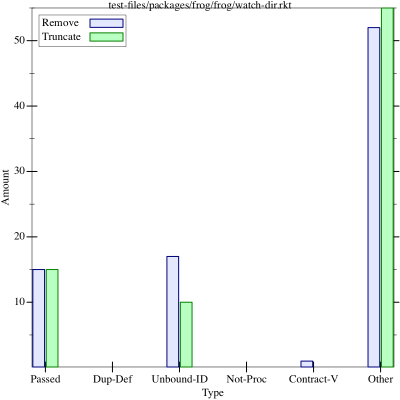 test-files/packages/frog/frog/watch-dir.rkt
Remove
Truncate
50
40
30
20
10
Amount
Passed Dup-Def Unbound-ID Not-Proc Contract-V Other
Type